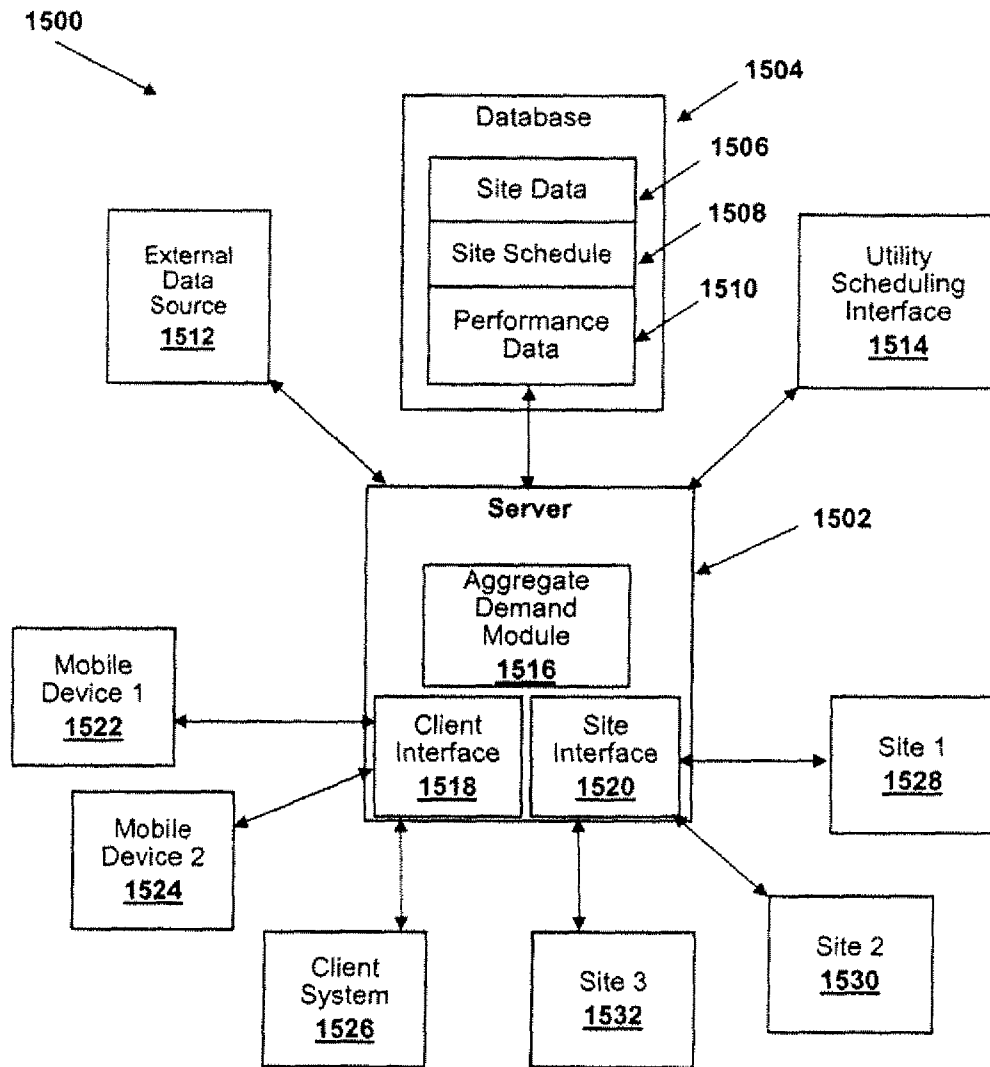 1500
1504
Database
1506
Site Data
1508
Site Schedule
1510
Performance
Data
External
Data
Source
1512
Utility
Scheduling
Interface
1514
Server
1502
Aggregate
Demand
Module
1516
Mobile
Device 1
1522
Client
Interface
1518
Site
Interface
1520
Site 1
1528
Mobile
Device 2
1524
Client
System
1526
Site 3
1532
Site 2
1530